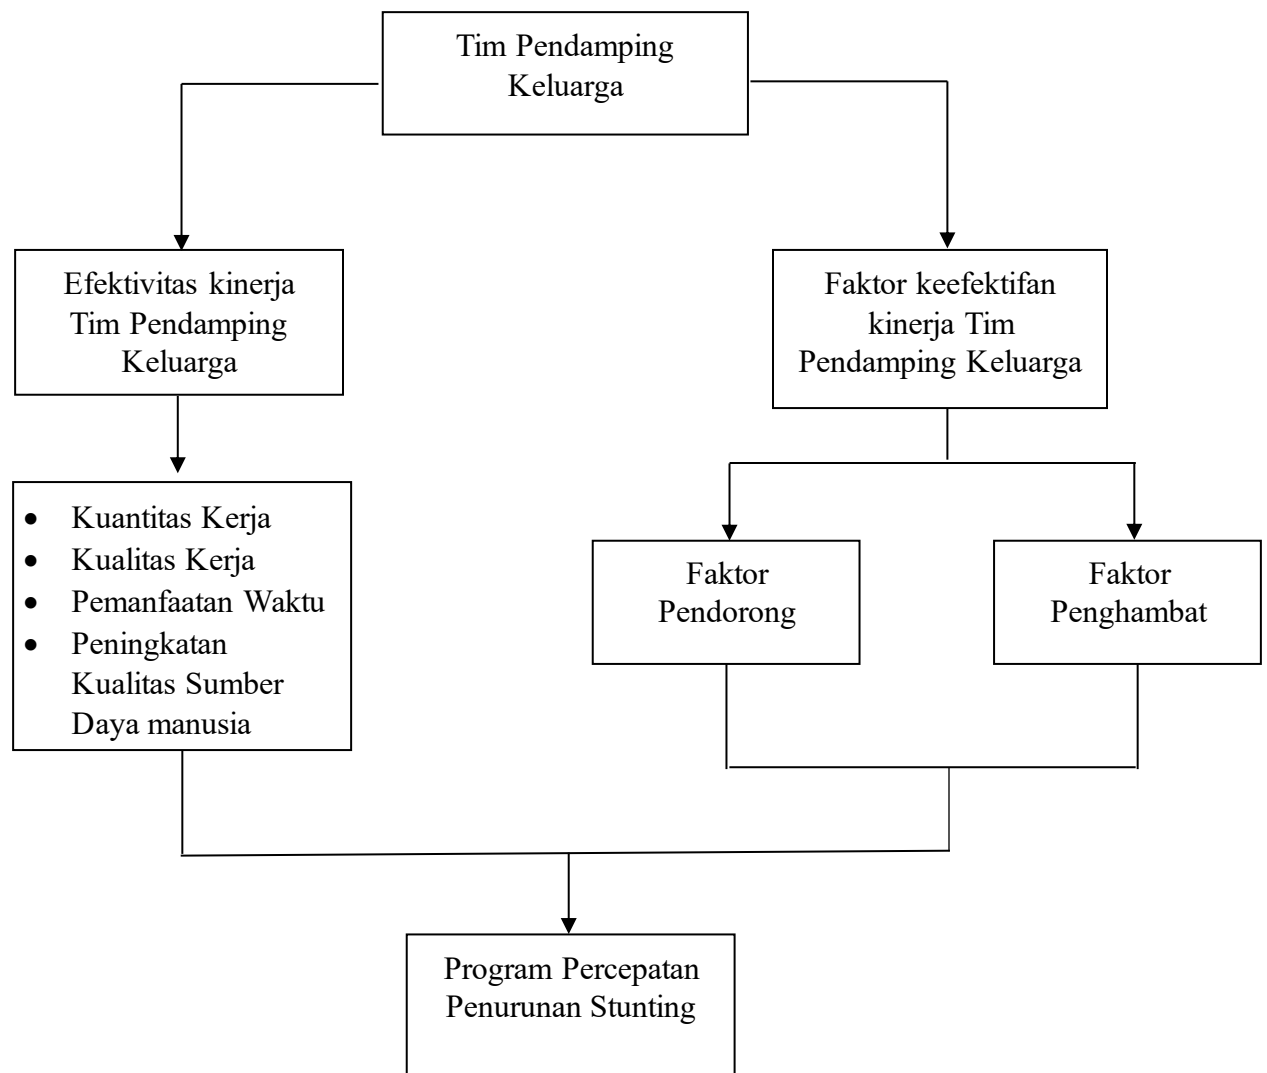 Tim Pendamping
Keluarga
Efektivitas kinerja
Tim Pendamping
Keluarga
Faktor keefektifan
kinerja Tim
Pendamping Keluarga
• Kuantitas Kerja
• Kualitas Kerja
• Pemanfaatan Waktu
• Peningkatan
Kualitas Sumber
Daya manusia
Faktor
Pendorong
Faktor
Penghambat
Program Percepatan
Penurunan Stunting